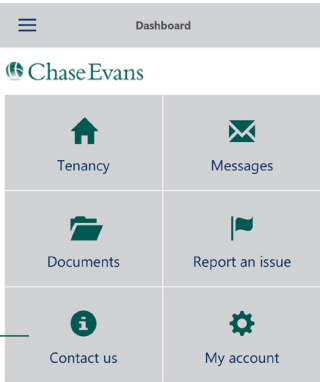 Dashboard
Chase Evans
Tenancy
Messages
Documents
Report an issue
Contact us
My account